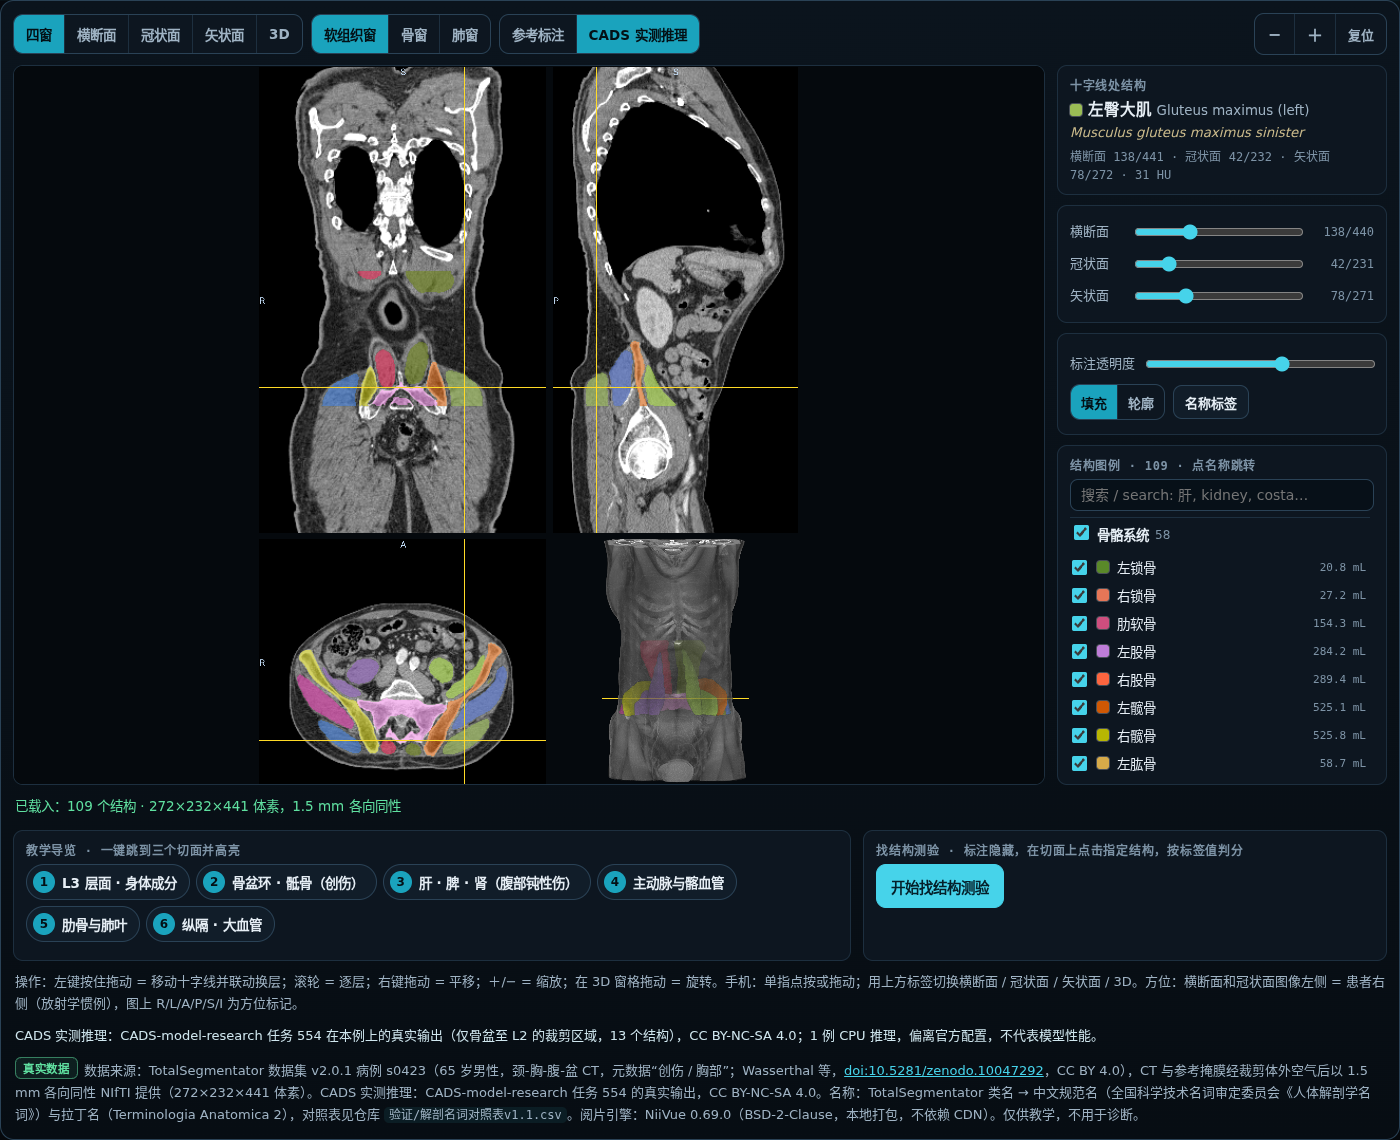 四窗 横断面 冠状面 矢状面 3D 软组织窗 骨窗 肺窗 参考标注 CADS 实测推理 − + 复位
S
S
R
P
A
R
十字线处结构
左臀大肌 Gluteus maximus (left)
Musculus gluteus maximus sinister
横断面 138/441 · 冠状面 42/232 · 矢状面
78/272 · 31 HU
横断面 138/440
冠状面 42/231
矢状面 78/271
标注透明度
填充 轮廓 名称标签
结构图例 · 109 · 点名称跳转
搜索 / search: 肝, kidney, costa…
骨骼系统 58
左锁骨 20.8 mL
右锁骨 27.2 mL
肋软骨 154.3 mL
左股骨 284.2 mL
右股骨 289.4 mL
左髋骨 525.1 mL
右髋骨 525.8 mL
左肱骨 58.7 mL
已载入：109 个结构 · 272×232×441 体素，1.5 mm 各向同性
教学导览 · 一键跳到三个切面并高亮
1 L3 层面 · 身体成分 2 骨盆环 · 骶骨（创伤） 3 肝 · 脾 · 肾（腹部钝性伤） 4 主动脉与髂血管
5 肋骨与肺叶 6 纵隔 · 大血管
找结构测验 · 标注隐藏，在切面上点击指定结构，按标签值判分
开始找结构测验
操作：左键按住拖动 = 移动十字线并联动换层；滚轮 = 逐层；右键拖动 = 平移；＋/− = 缩放；在 3D 窗格拖动 = 旋转。手机：单指点按或拖动；用上方标签切换横断面 / 冠状面 / 矢状面 / 3D。方位：横断面和冠状面图像左侧 = 患者右
侧（放射学惯例），图上 R/L/A/P/S/I 为方位标记。
CADS 实测推理：CADS-model-research 任务 554 在本例上的真实输出（仅骨盆至 L2 的裁剪区域，13 个结构），CC BY-NC-SA 4.0；1 例 CPU 推理，偏离官方配置，不代表模型性能。
真实数据 数据来源：TotalSegmentator 数据集 v2.0.1 病例 s0423（65 岁男性，颈-胸-腹-盆 CT，元数据“创伤 / 胸部”；Wasserthal 等，doi:10.5281/zenodo.10047292，CC BY 4.0），CT 与参考掩膜经裁剪体外空气后以 1.5
mm 各向同性 NIfTI 提供（272×232×441 体素）。CADS 实测推理：CADS-model-research 任务 554 的真实输出，CC BY-NC-SA 4.0。名称：TotalSegmentator 类名 → 中文规范名（全国科学技术名词审定委员会《人体解剖学名
词》）与拉丁名（Terminologia Anatomica 2），对照表见仓库 验证/解剖名词对照表v1.1.csv 。阅片引擎：NiiVue 0.69.0（BSD-2-Clause，本地打包，不依赖 CDN）。仅供教学，不用于诊断。